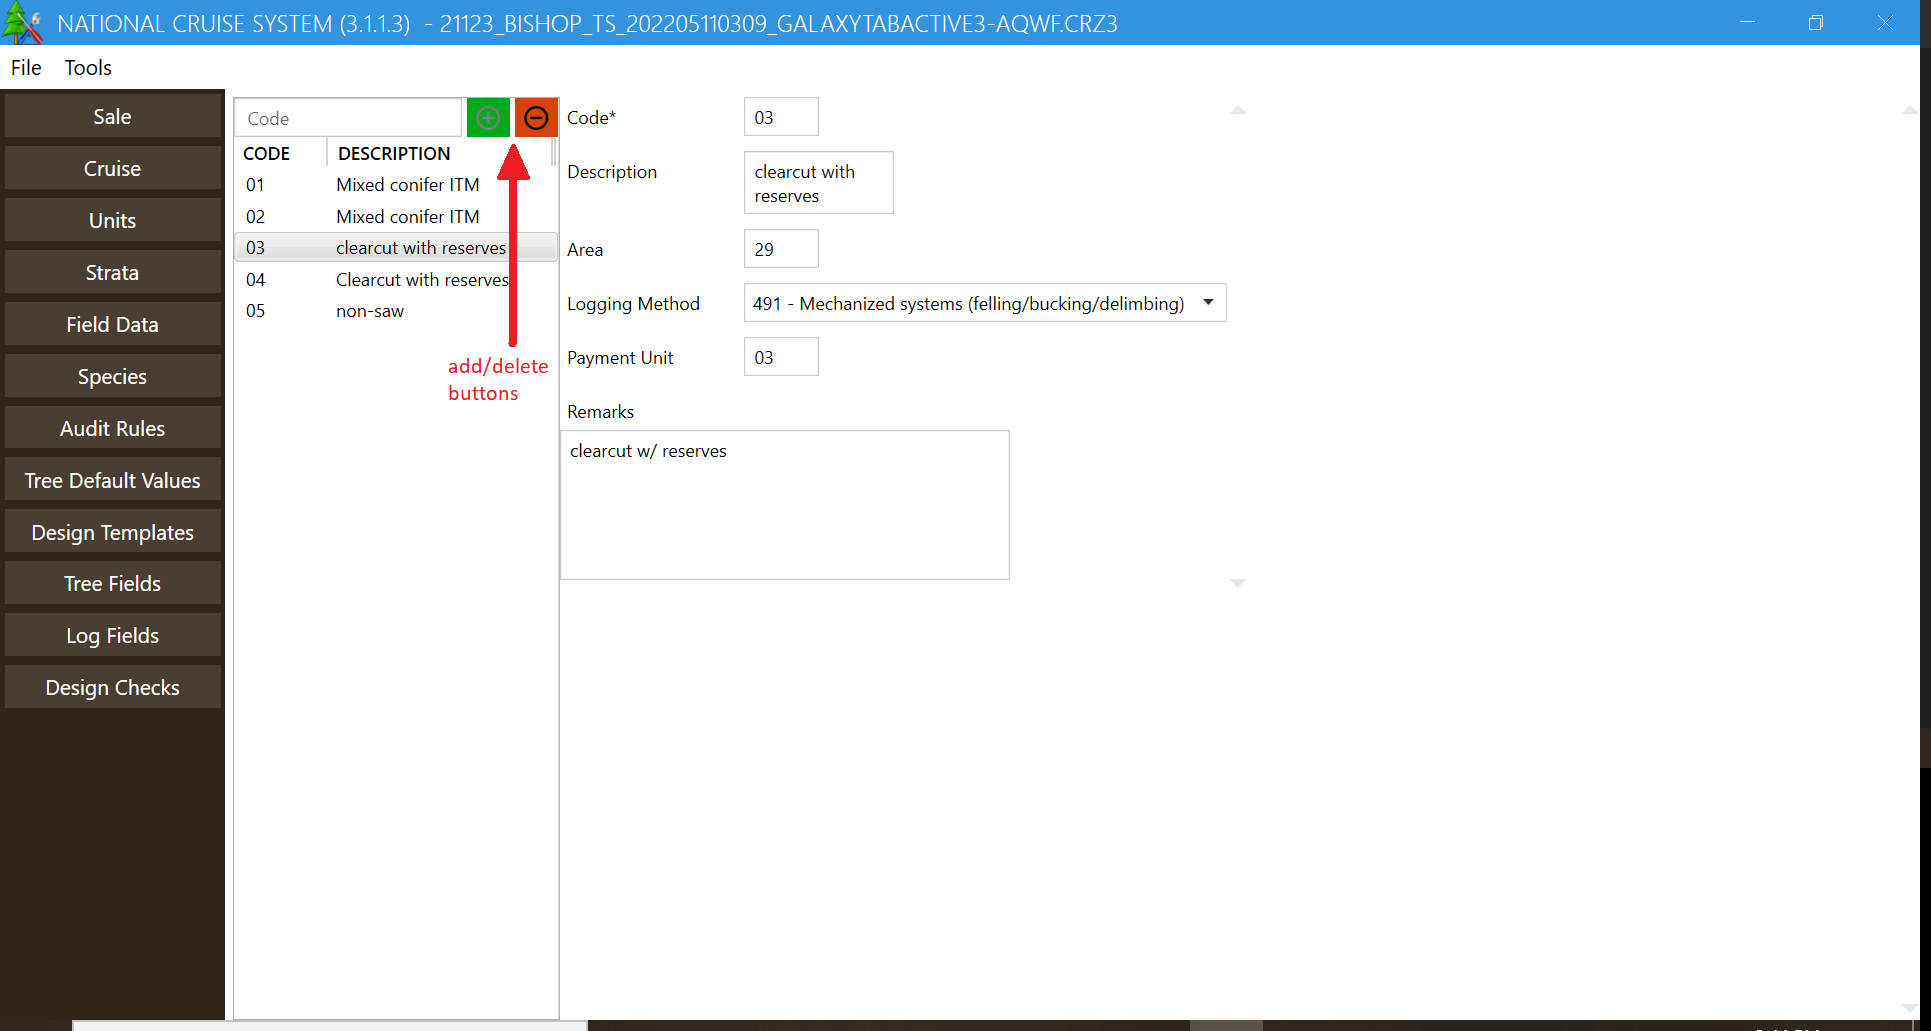 NATIONAL CRUISE SYSTEM (3.1.1.3) - 21123_BISHOP_TS_202205110309_GALAXYTABACTIVE3-AQWF.CRZ3
File Tools
Sale
Cruise
Units
Strata
Field Data
Species
Audit Rules
Tree Default Values
Design Templates
Tree Fields
Log Fields
Design Checks
Code
CODE DESCRIPTION
01 Mixed conifer ITM
02 Mixed conifer ITM
03 clearcut with reserves
04 Clearcut with reserves
05 non-saw
add/delete
buttons
Code* 03
Description clearcut with
reserves
Area 29
Logging Method 491 - Mechanized systems (felling/bucking/delimbing)
Payment Unit 03
Remarks
clearcut w/ reserves